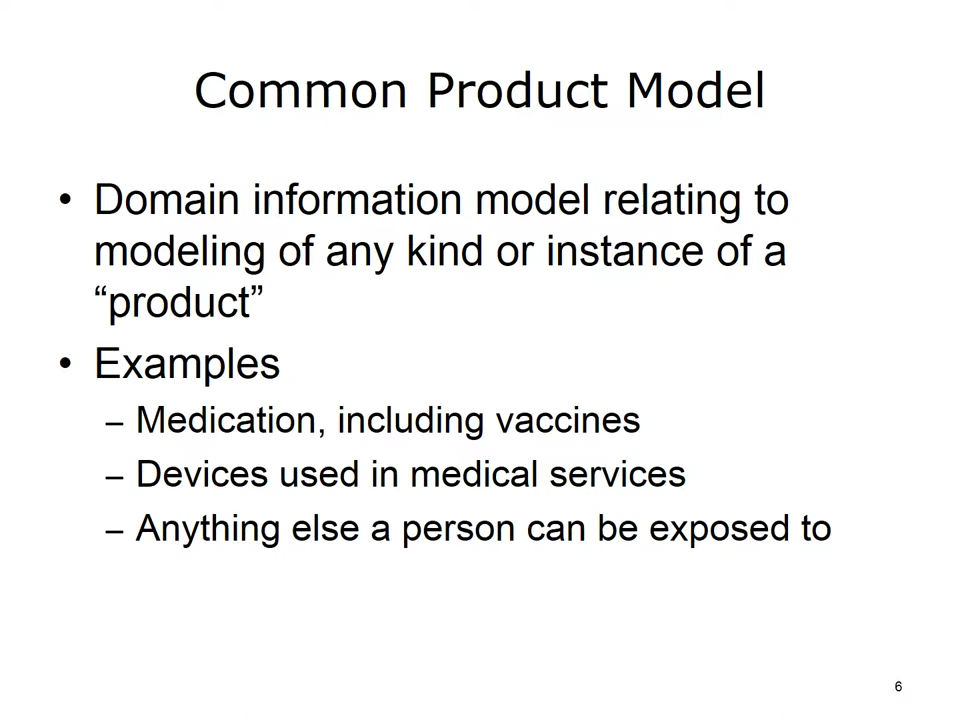 Common Product Model
• Domain information model relating to
modeling of any kind or instance of a
“product”
• Examples
– Medication, including vaccines
– Devices used in medical services
– Anything else a person can be exposed to
6